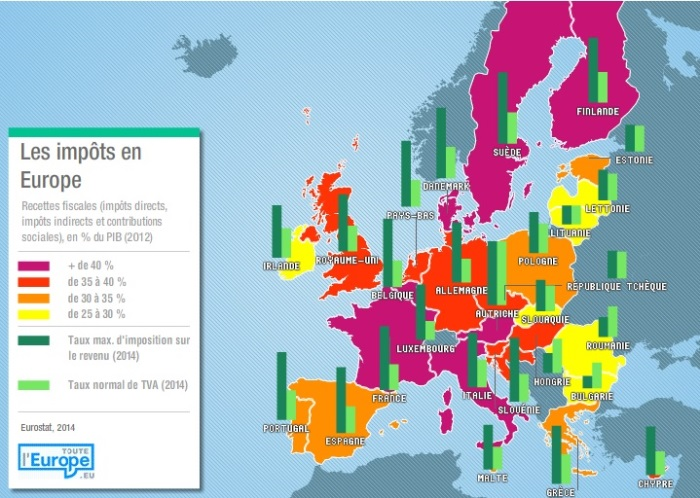 Les impôts en
Europe
Recettes fiscales (impôts directs,
impôts indirects et contributions
sociales), en % du PIB (2012)
+ de 40 %
de 35 à 40 %
de 30 à 35 %
de 25 à 30 %
Taux max. d'imposition sur
le revenu (2014)
Taux normal de TVA (2014)
Eurostat, 2014
TOUTE
l'Europe
.EU
FINLANDE
SUÈDE
ESTONIE
DANEMARK
LETTONIE
PAYS-BAS
LITUANIE
IRLANDE
ROYAUME-UNI
POLOGNE
BELGIQUE
ALLEMAGNE
RÉPUBLIQUE TCHÈQUE
AUTRICHE
SLOVAQUIE
LUXEMBOURG
ROUMANIE
HONGRIE
FRANCE
ITALIE
BULGARIE
SLOVÉNIE
PORTUGAL
ESPAGNE
MALTE
GRÈCE
CHYPRE